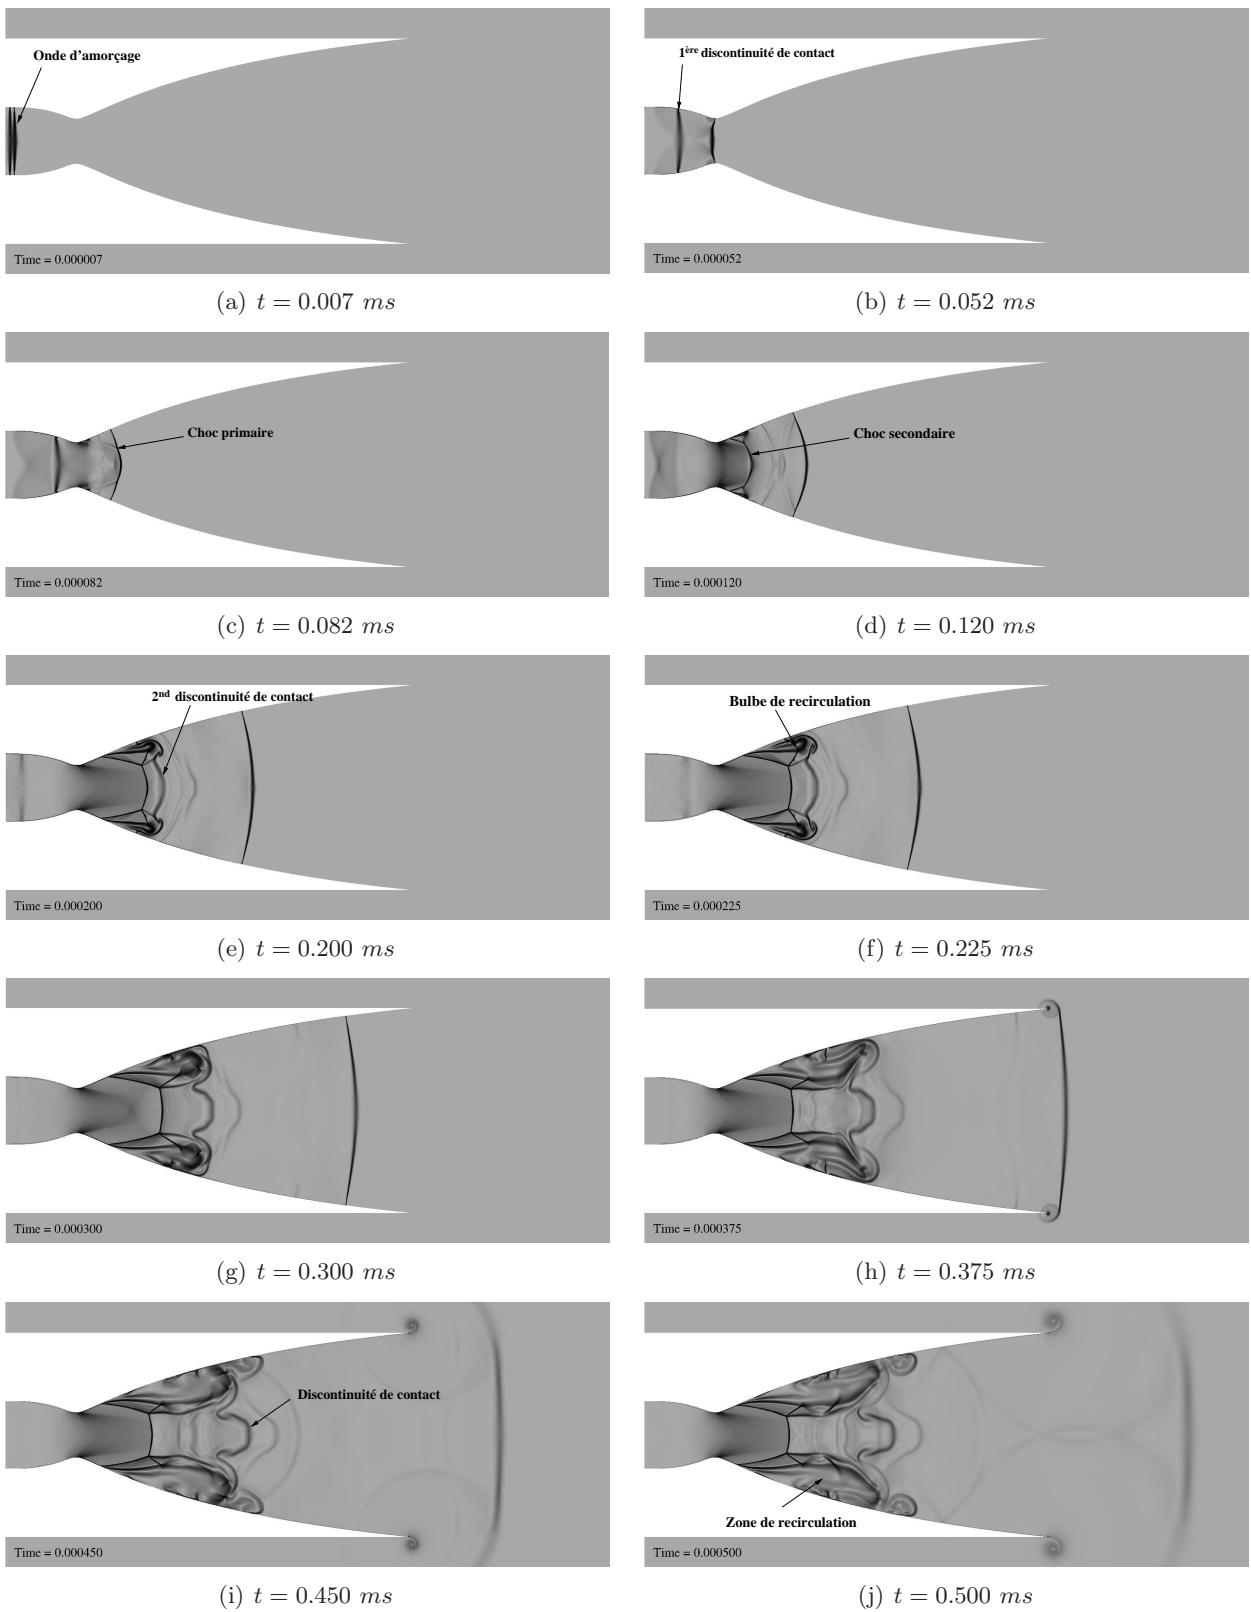 Onde d'amorçage
Time = 0.000007
(a) t = 0.007 ms
1ère discontinuité de contact
Time = 0.000052
(b) t = 0.052 ms
Choc primaire
Time = 0.000082
(c) t = 0.082 ms
Choc secondaire
Time = 0.000120
(d) t = 0.120 ms
2nd discontinuité de contact
Time = 0.000200
(e) t = 0.200 ms
Bulbe de recirculation
Time = 0.000225
(f) t = 0.225 ms
Time = 0.000300
(g) t = 0.300 ms
Time = 0.000375
(h) t = 0.375 ms
Discontinuité de contact
Time = 0.000450
(i) t = 0.450 ms
Zone de recirculation
Time = 0.000500
(j) t = 0.500 ms